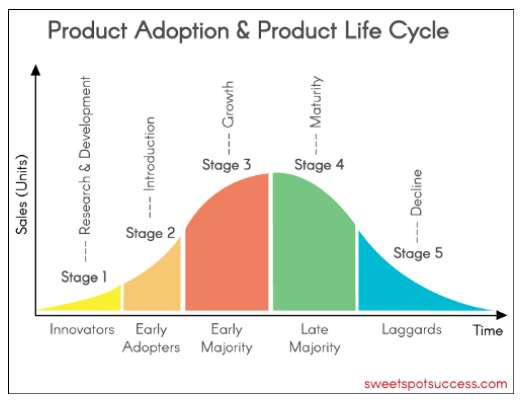 Product Adoption & Product Life Cycle
Sales (Units)
Research & Development
Stage 1
Introduction
Stage 2
Growth
Stage 3
Maturity
Stage 4
Decline
Stage 5
Innovators
Early
Adopters
Early
Majority
Late
Majority
Laggards
Time
sweetspotsuccess.com